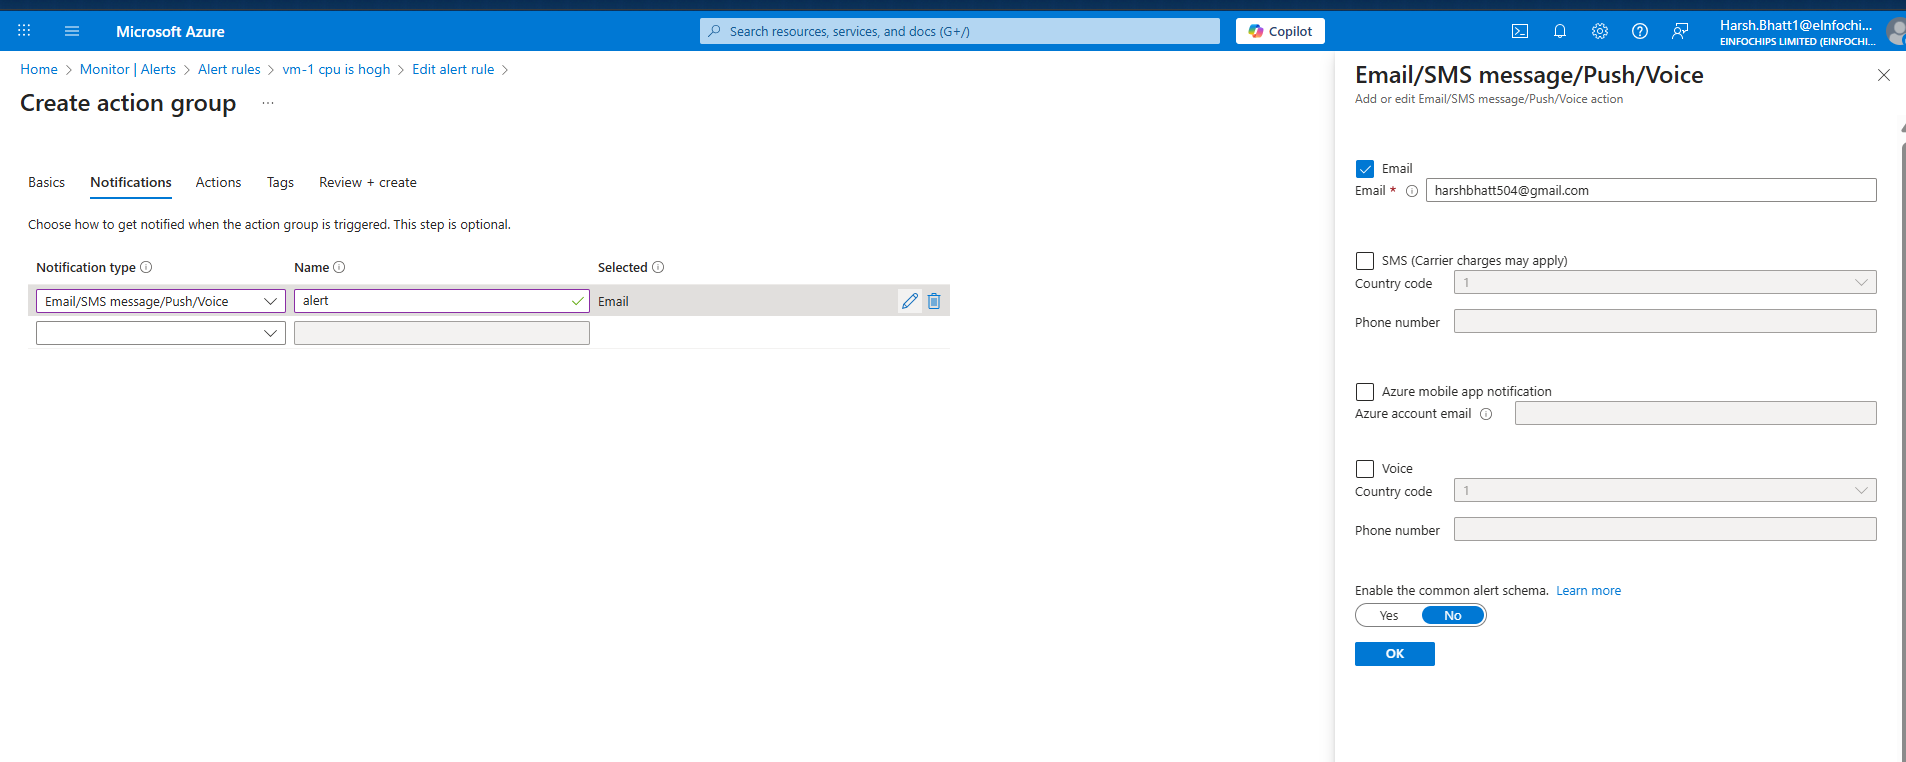 Microsoft Azure
Search resources, services, and docs (G+/)
Copilot
Harsh.Bhatt1@eInfochi...
EINFOCHIPS LIMITED (EINFOCHI...
Home > Monitor | Alerts > Alert rules > vm-1 cpu is hogh > Edit alert rule >
Create action group ...
Basics Notifications Actions Tags Review + create
Choose how to get notified when the action group is triggered. This step is optional.
Notification type Name Selected
Email/SMS message/Push/Voice alert Email
Email/SMS message/Push/Voice
Add or edit Email/SMS message/Push/Voice action
Email
Email * harshbhatt504@gmail.com
SMS (Carrier charges may apply)
Country code 1
Phone number
Azure mobile app notification
Azure account email
Voice
Country code 1
Phone number
Enable the common alert schema. Learn more
Yes No
OK